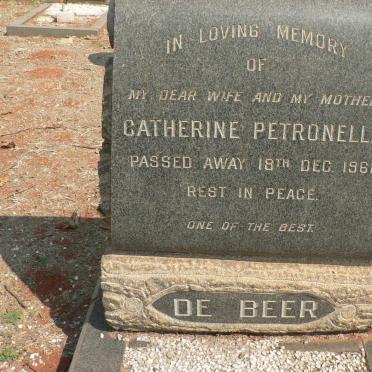 IN LOVING MEMORY
OF
MY DEAR WIFE AND MY MOTHE
CATHERINE PETRONELL
PASSED AWAY 18TH DEC. 196
REST IN PEACE.
ONE OF THE BEST.
DE BEER